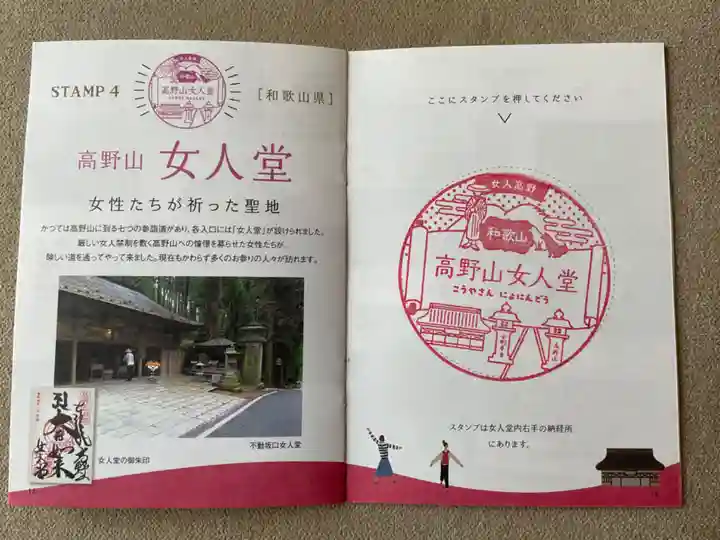 STAMP 4
女人高野
和歌山
高野山女人堂
［和歌山県］
高野山 女人堂
女性たちが祈った聖地
かつては高野山に到る七つの参詣道があり、各入口には「女人堂」が設けられました。
厳しい女人禁制を敷く高野山への憧憬を募らせた女性たちが、
険しい道を通ってやって来ました。現在もかわらず多くのお参りの人々が訪れます。
女人堂の御朱印
不動坂口女人堂
ここにスタンプを押してください
女人高野
和歌山
高野山女人堂
こうやさん にょにんどう
スタンプは女人堂内右手の納経所
にあります。